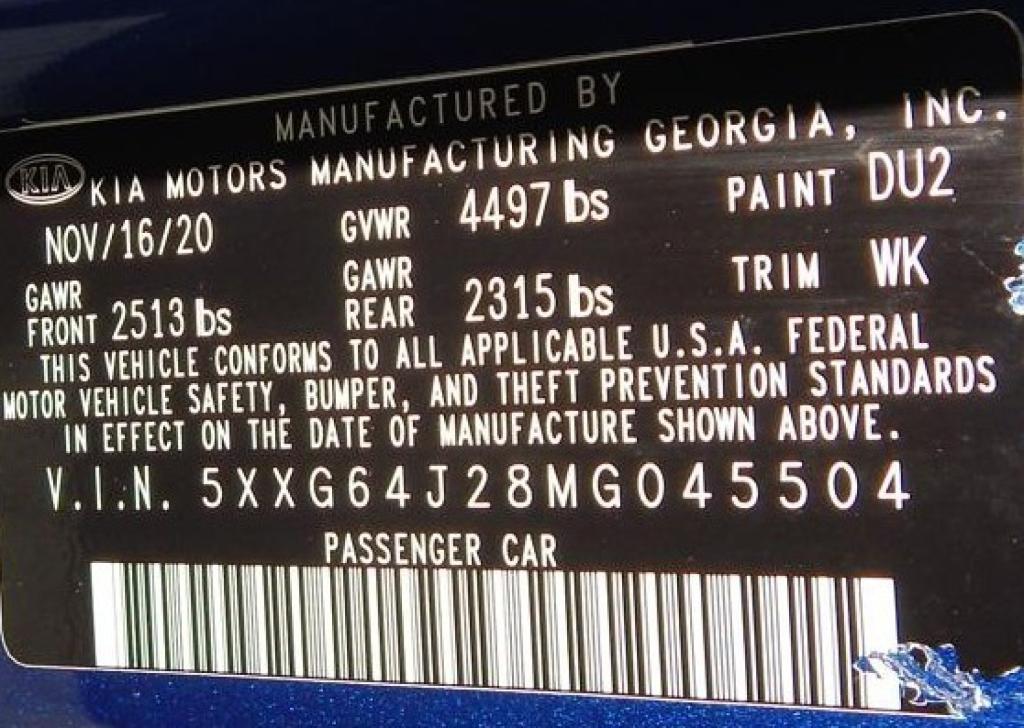 MANUFACTURED BY
KIA KIA MOTORS MANUFACTURING GEORGIA, INC.
NOV/16/20 GVWR 4497 lbs PAINT DU2
GAWR FRONT 2513 lbs GAWR REAR 2315 lbs TRIM WK
THIS VEHICLE CONFORMS TO ALL APPLICABLE U.S.A. FEDERAL
MOTOR VEHICLE SAFETY, BUMPER, AND THEFT PREVENTION STANDARDS
IN EFFECT ON THE DATE OF MANUFACTURE SHOWN ABOVE.
V.I.N. 5XXG64J28MG045504
PASSENGER CAR